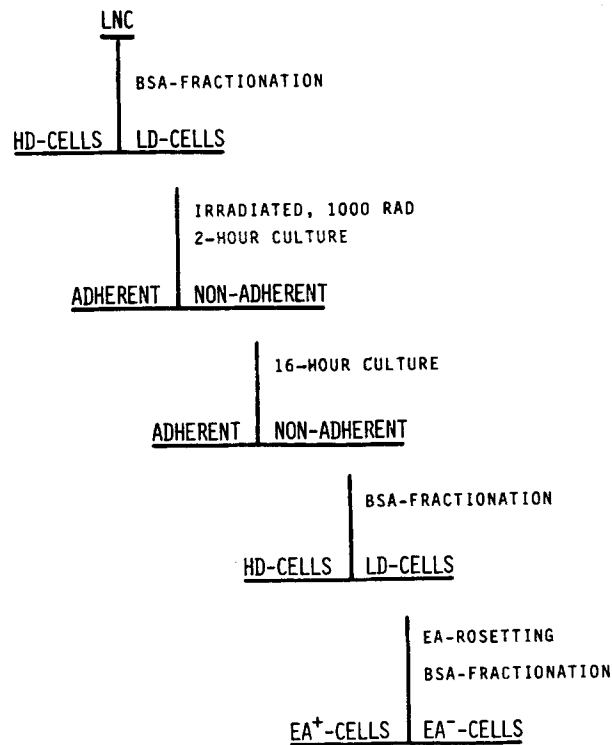 LNC
BSA-FRACTIONATION
HD-CELLS LD-CELLS
IRRADIATED, 1000 RAD
2-HOUR CULTURE
ADHERENT NON-ADHERENT
16-HOUR CULTURE
ADHERENT NON-ADHERENT
BSA-FRACTIONATION
HD-CELLS LD-CELLS
EA-ROSETTING
BSA-FRACTIONATION
EA⁺-CELLS EA⁻-CELLS